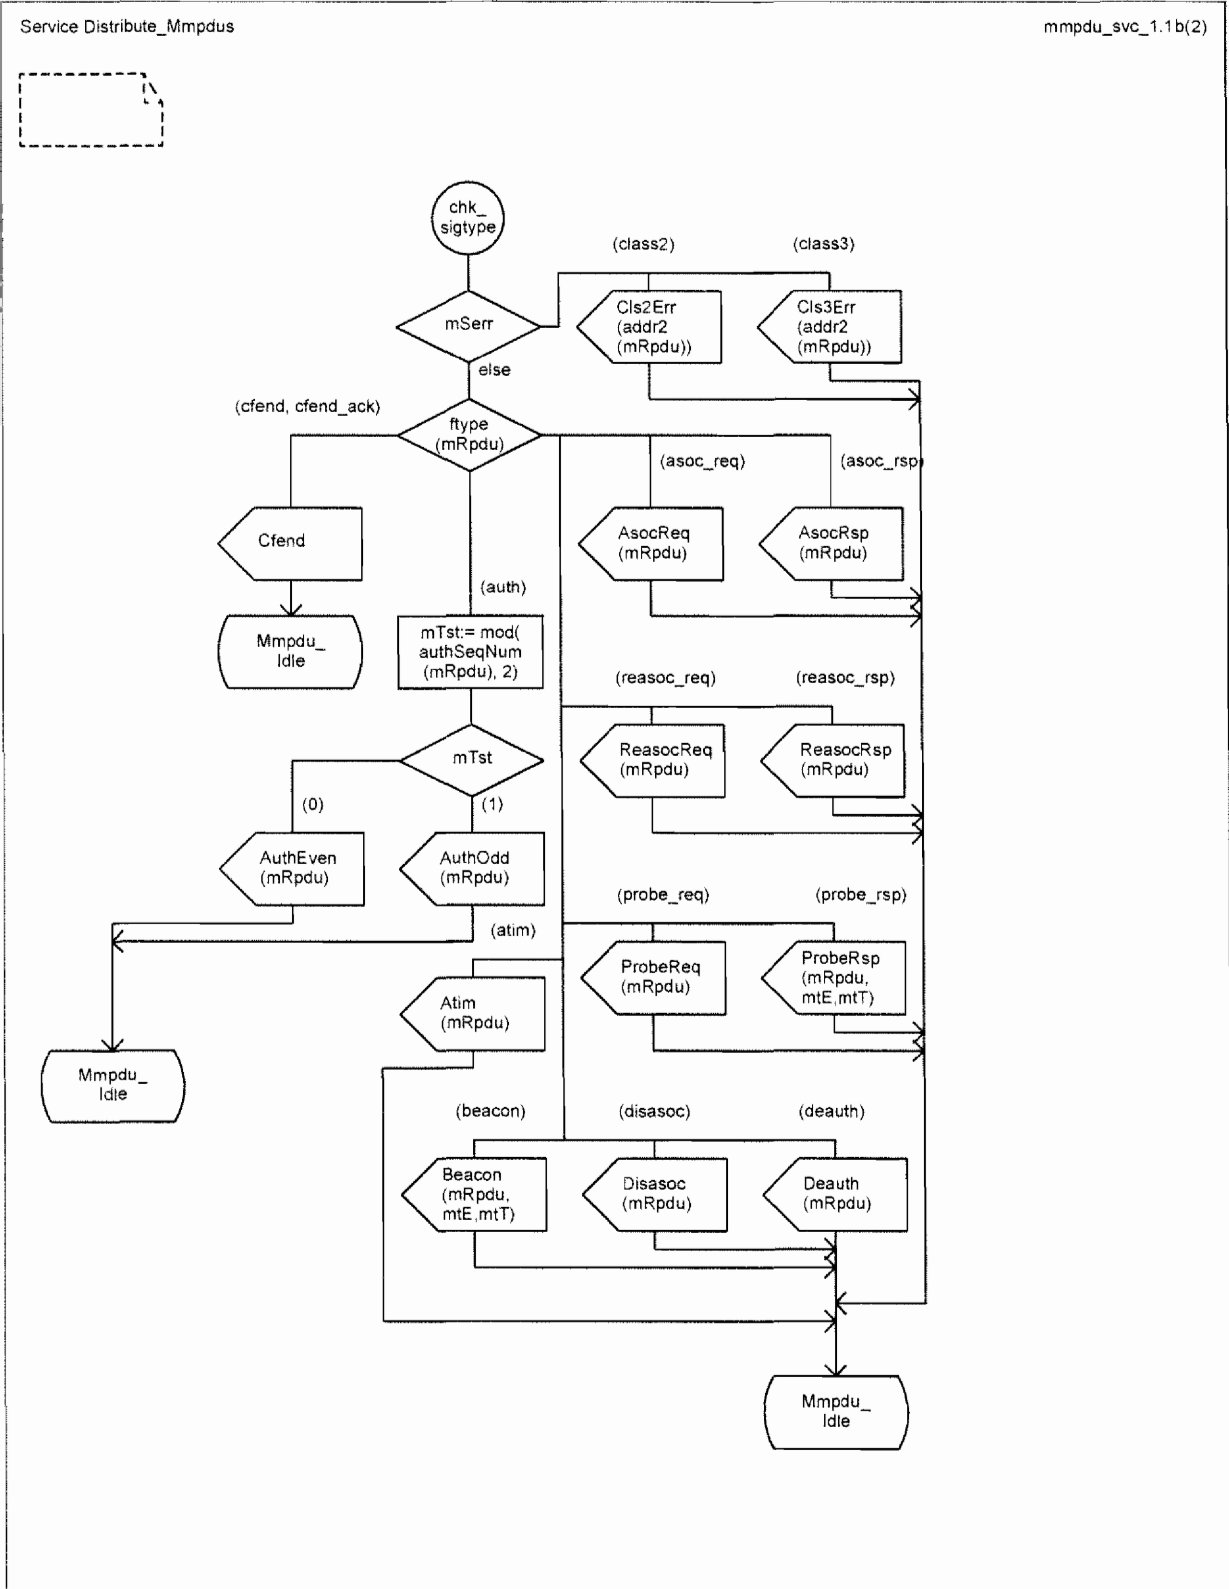 Service Distribute_Mmpdus
mmpdu_svc_1.1b(2)
chk_
sigtype
(class2)
(class3)
mSerr
Cls2Err
(addr2
(mRpdu))
Cls3Err
(addr2
(mRpdu))
else
(cfend, cfend_ack)
ftype
(mRpdu)
(asoc_req)
(asoc_rsp)
Cfend
AsocReq
(mRpdu)
AsocRsp
(mRpdu)
(auth)
Mmpdu_
Idle
mTst:= mod(
authSeqNum
(mRpdu), 2)
(reasoc_req)
(reasoc_rsp)
mTst
ReasocReq
(mRpdu)
ReasocRsp
(mRpdu)
(0)
(1)
AuthEven
(mRpdu)
AuthOdd
(mRpdu)
(probe_req)
(probe_rsp)
(atim)
ProbeReq
(mRpdu)
ProbeRsp
(mRpdu,
mtE,mtT)
Atim
(mRpdu)
Mmpdu_
Idle
(beacon)
(disasoc)
(deauth)
Beacon
(mRpdu,
mtE,mtT)
Disasoc
(mRpdu)
Deauth
(mRpdu)
Mmpdu_
Idle